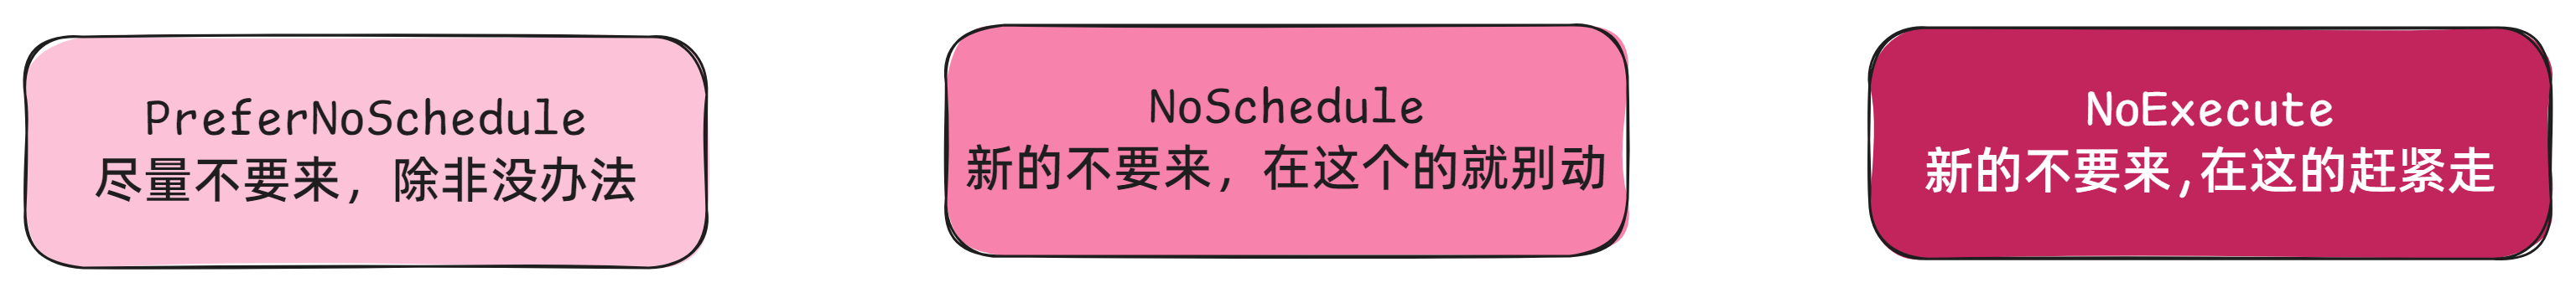 PreferNoSchedule
尽量不要来，除非没办法
NoSchedule
新的不要来，在这个的就别动
NoExecute
新的不要来,在这的赶紧走